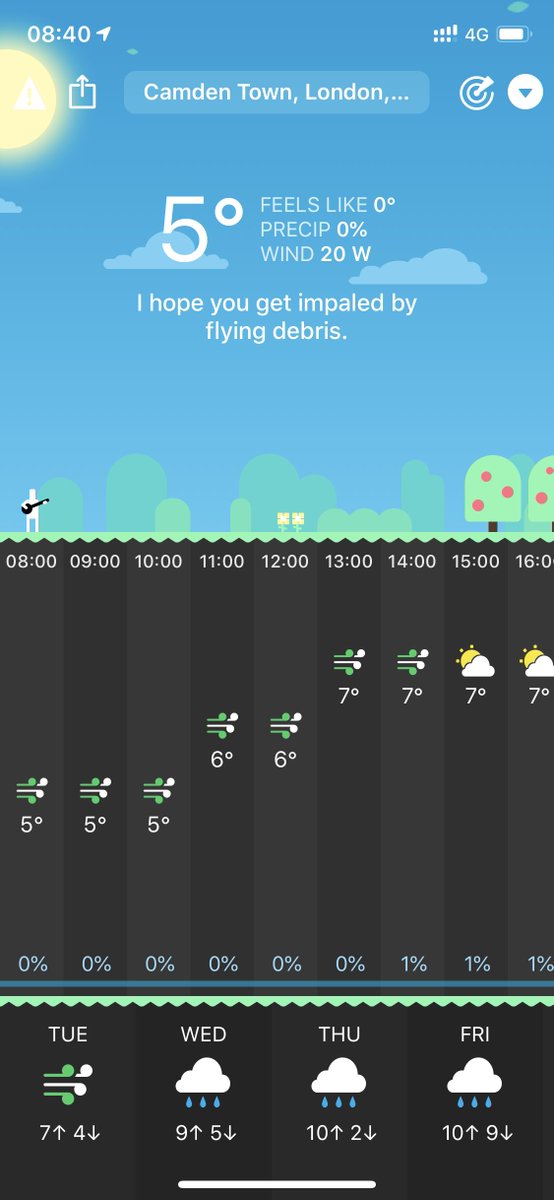 08:40
4G
Camden Town, London,...
5°
FEELS LIKE 0°
PRECIP 0%
WIND 20 W
I hope you get impaled by
flying debris.
08:00 09:00 10:00 11:00 12:00 13:00 14:00 15:00 16:0
7° 7° 7° 7°
6° 6°
5° 5° 5°
0% 0% 0% 0% 0% 0% 1% 1% 1%
TUE WED THU FRI
7↑ 4↓ 9↑ 5↓ 10↑ 2↓ 10↑ 9↓